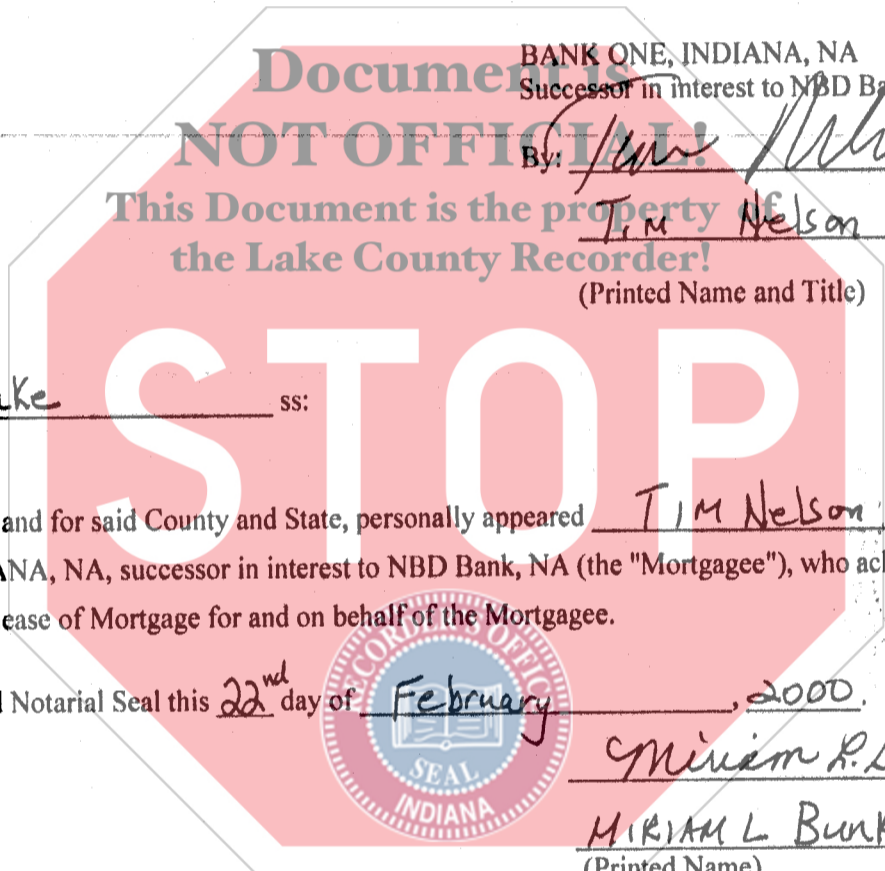 BANK ONE, INDIANA, NA
Document is
Successor in interest to NBD Ba
NOT OFFICIAL!
By:
This Document is the property of
Tim Nelson
the Lake County Recorder!
(Printed Name and Title)
STOP
ake ss:
and for said County and State, personally appeared Tim Nelson
ANA, NA, successor in interest to NBD Bank, NA (the "Mortgagee"), who ack
ease of Mortgage for and on behalf of the Mortgagee.
RECORDER'S OFFICE
Notarial Seal this 22nd day of February, 2000.
SEAL
INDIANA
Miriam L.
MIRIAM L Bunk
(Printed Name)